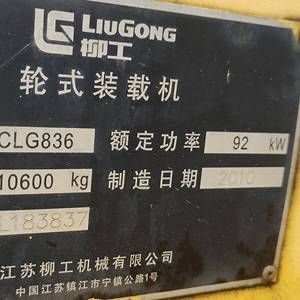 LIUGONG
柳工
轮式装载机
CLG836 额定功率 92 kW
10600 kg 制造日期 2010
L183837
江苏柳工机械有限公司
中国江苏镇江市宁镇公路1号